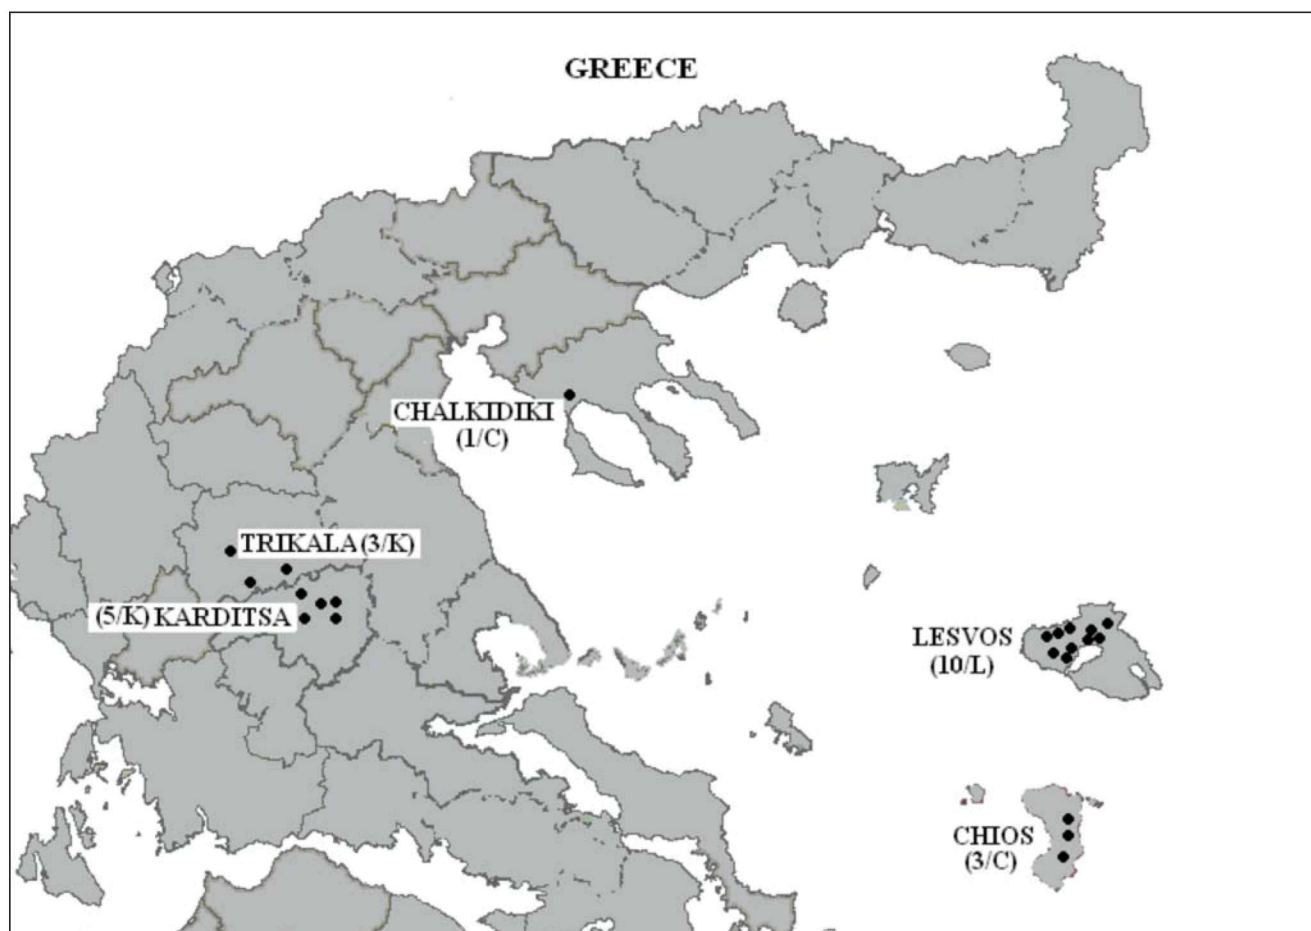 GREECE
CHALKIDIKI
(1/C)
TRIKALA (3/K)
(5/K) KARDITSA
LESVOS
(10/L)
CHIOS
(3/C)